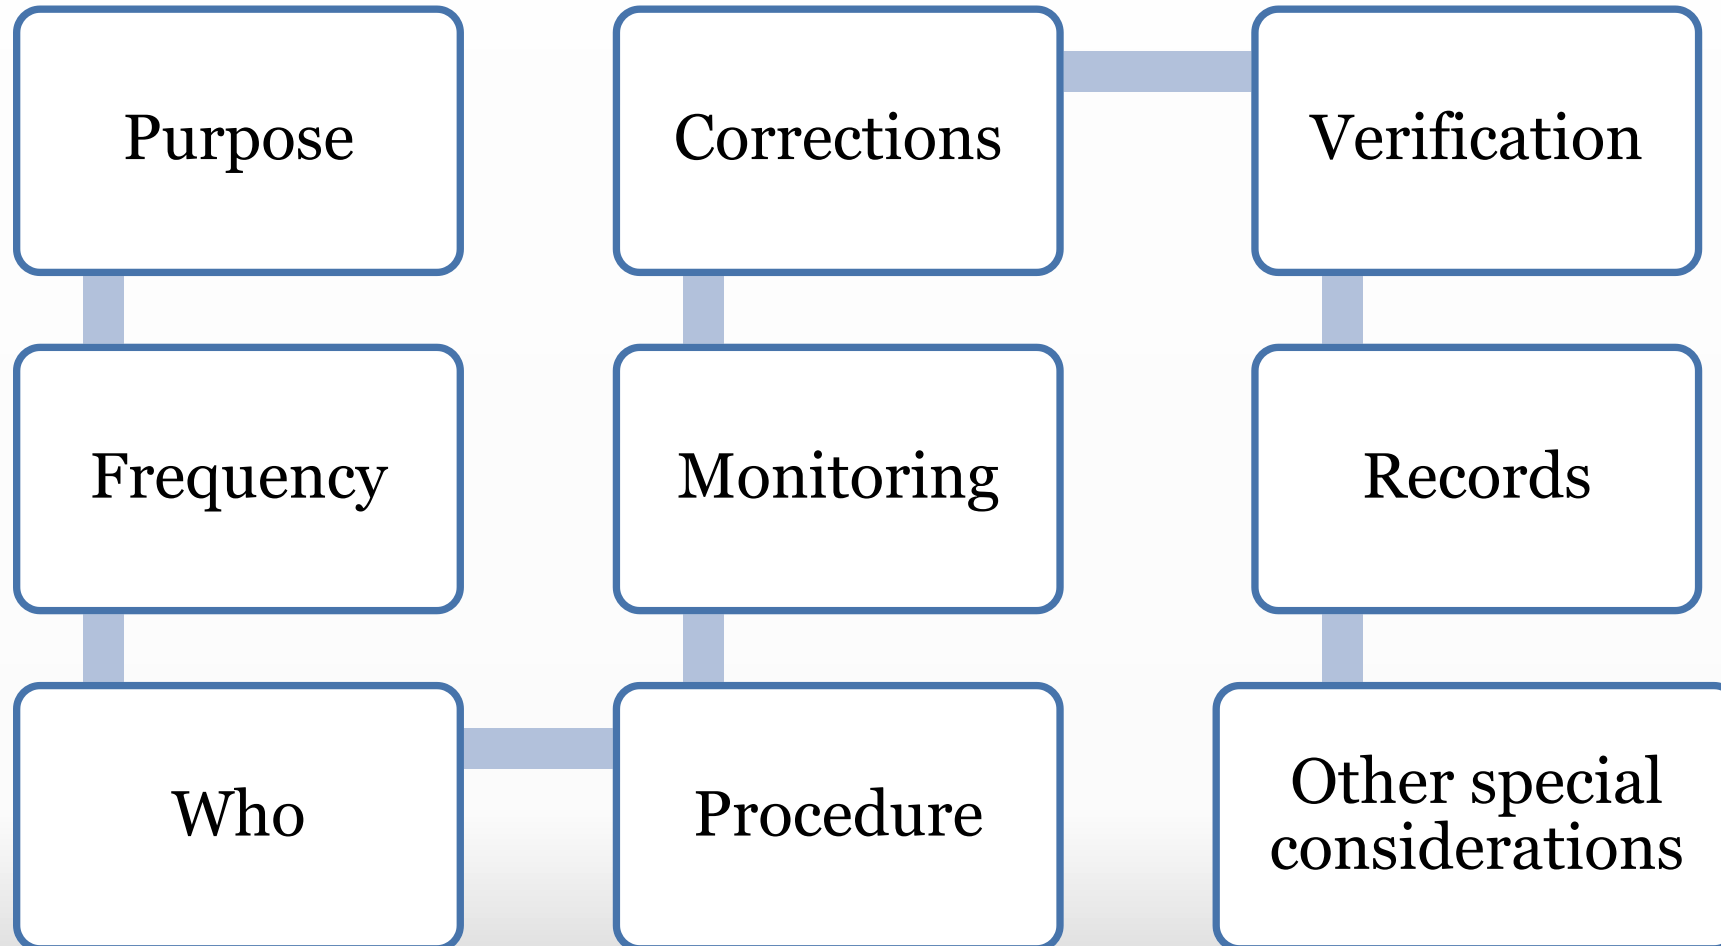 Purpose
Frequency
Who
Procedure
Monitoring
Corrections
Verification
Records
Other special
considerations